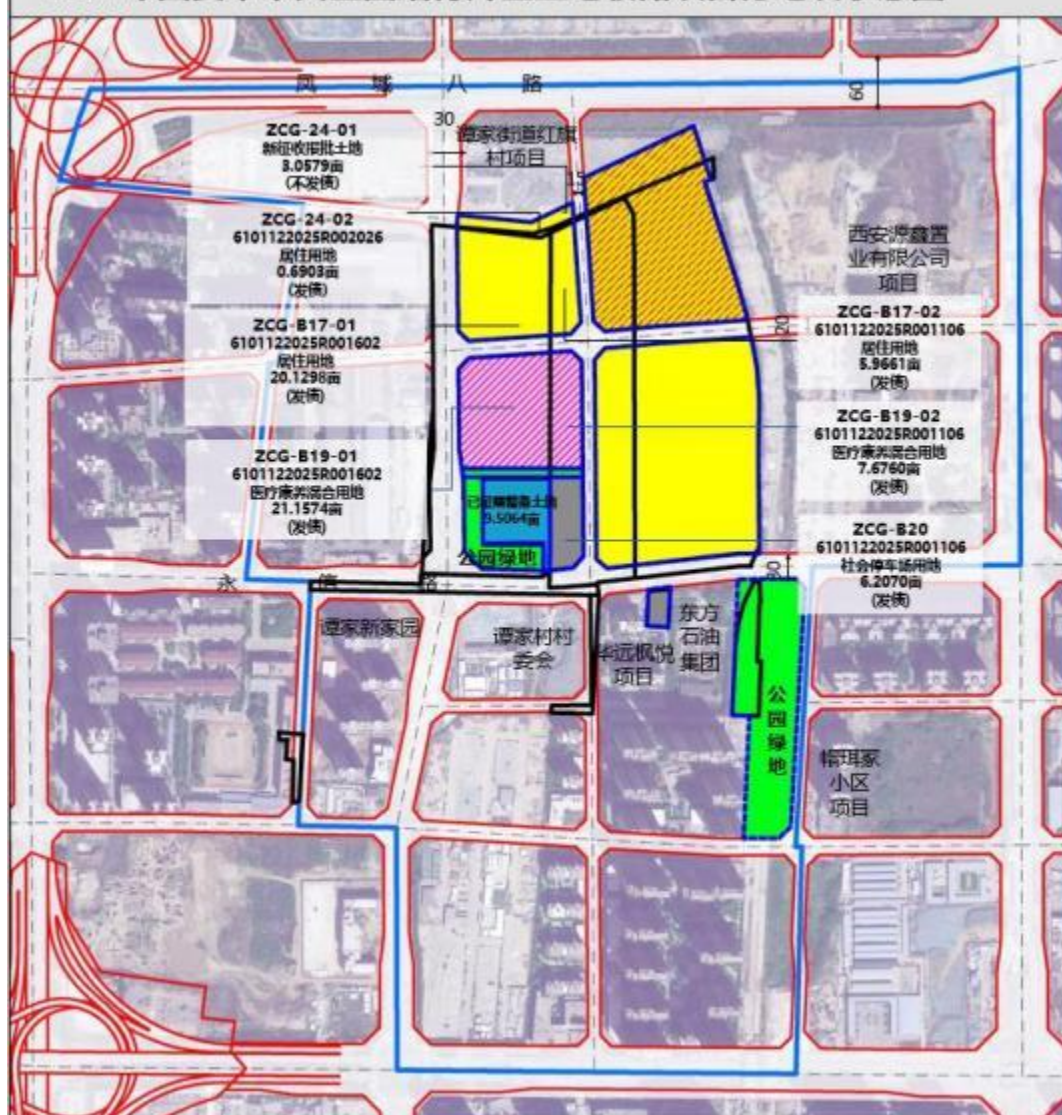 凤城八路
60
30
ZCG-24-01
新征收报批土地
3.0579亩
(不发债)
谭家街道红旗
村项目
15
ZCG-24-02
6101122025R002026
居住用地
0.6903亩
(发债)
西安源鑫置
业有限公司
项目
ZCG-B17-01
6101122025R001602
居住用地
20.1298亩
(发债)
20
ZCG-B17-02
6101122025R001106
居住用地
5.9661亩
(发债)
ZCG-B19-02
6101122025R001106
医疗康养混合用地
7.6760亩
(发债)
ZCG-B19-01
6101122025R001602
医疗康养混合用地
21.1574亩
(发债)
9.5064亩
公园绿地
ZCG-B20
6101122025R001106
社会停车场用地
6.2070亩
(发债)
永信路
谭家新家园
谭家村村
委会
华远枫悦
项目
东方
石油
集团
公园绿地
小区
项目